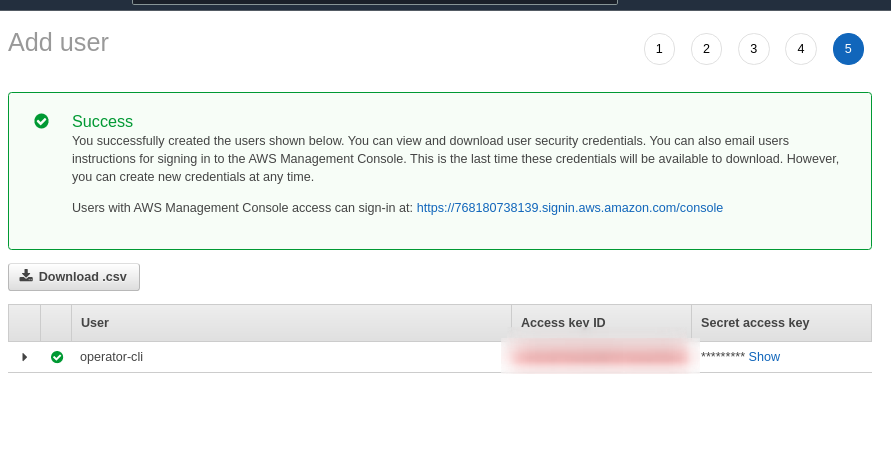 Add user
1 2 3 4 5
Success
You successfully created the users shown below. You can view and download user security credentials. You can also email users
instructions for signing in to the AWS Management Console. This is the last time these credentials will be available to download. However,
you can create new credentials at any time.
Users with AWS Management Console access can sign-in at: https://768180738139.signin.aws.amazon.com/console
Download .csv
User Access key ID Secret access key
operator-cli ********* Show